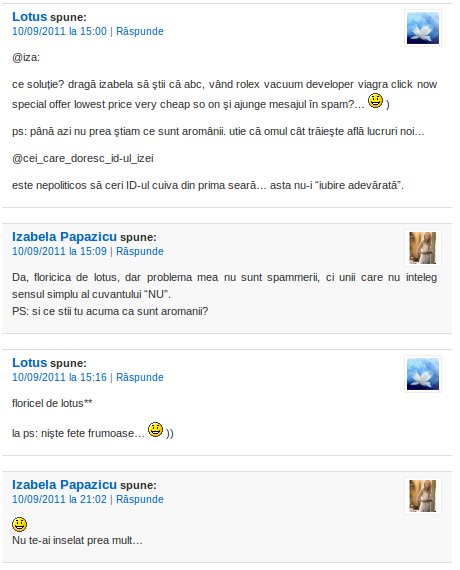 Lotus spune:
10/09/2011 la 15:00 | Răspunde
@iza:
ce soluție? dragă izabela să ştii că abc, vând rolex vacuum developer viagra click now
special offer lowest price very cheap so on şi ajunge mesajul în spam?… )
ps: până azi nu prea ştiam ce sunt aromânii. utie că omul cât trăieşte află lucruri noi…
@cei_care_doresc_id-ul_izei
este nepoliticos să ceri ID-ul cuiva din prima seară… asta nu-i “iubire adevărată”.
Izabela Papazicu spune:
10/09/2011 la 15:09 | Răspunde
Da, floricica de lotus, dar problema mea nu sunt spammerii, ci unii care nu inteleg
sensul simplu al cuvantului “NU”.
PS: si ce stii tu acuma ca sunt aromanii?
Lotus spune:
10/09/2011 la 15:16 | Răspunde
floricel de lotus**
la ps: nişte fete frumoase… ))
Izabela Papazicu spune:
10/09/2011 la 21:02 | Răspunde
Nu te-ai inselat prea mult…